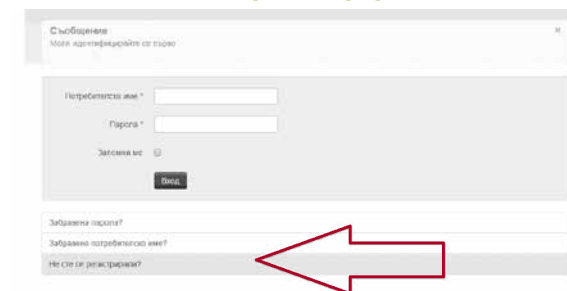 Съобщение
Моля идентифицирайте се първо
×
Потребителско име *
Парола *
Запомни ме
Вход
Забравена парола?
Забравено потребителско име?
Не сте се регистрирали?